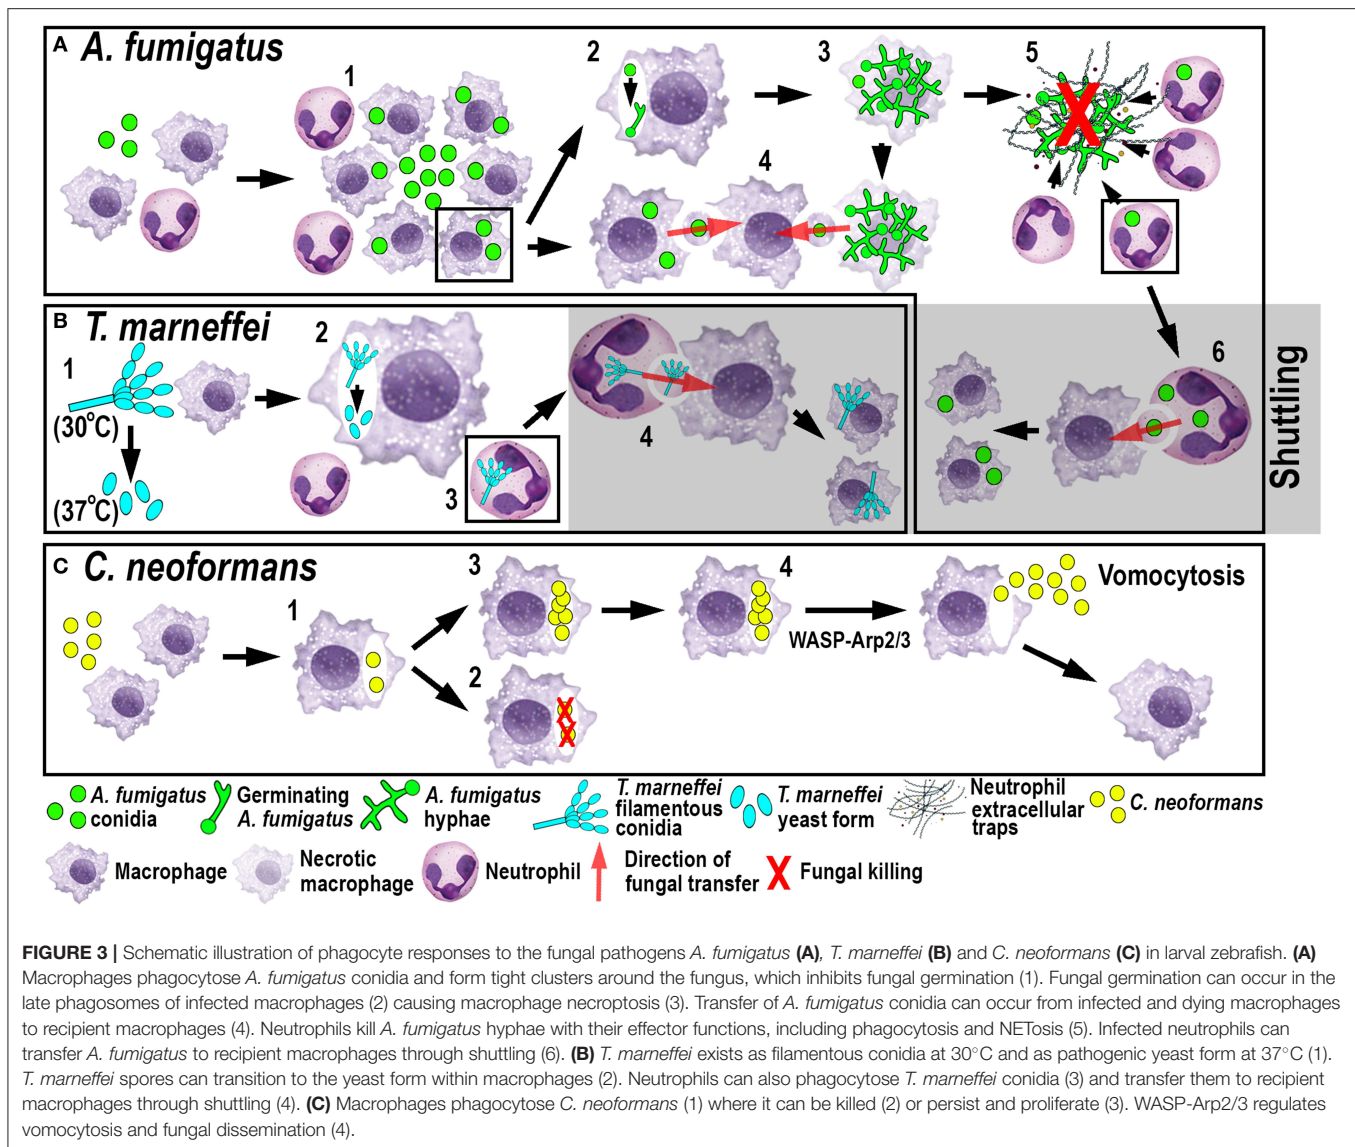 A A. fumigatus
1
2
3
4
5
6
Shuttling
B T. marneffei
1
(30°C)
(37°C)
2
3
4
C C. neoformans
1
2
3
4
WASP-Arp2/3
Vomocytosis
A. fumigatus
conidia
Germinating
A. fumigatus
A. fumigatus
hyphae
T. marneffei
filamentous
conidia
T. marneffei
yeast form
Neutrophil
extracellular
traps
C. neoformans
Macrophage
Necrotic
macrophage
Neutrophil
Direction of
fungal transfer
X Fungal killing
FIGURE 3 | Schematic illustration of phagocyte responses to the fungal pathogens A. fumigatus (A), T. marneffei (B) and C. neoformans (C) in larval zebrafish. (A)
Macrophages phagocytose A. fumigatus conidia and form tight clusters around the fungus, which inhibits fungal germination (1). Fungal germination can occur in the
late phagosomes of infected macrophages (2) causing macrophage necroptosis (3). Transfer of A. fumigatus conidia can occur from infected and dying macrophages
to recipient macrophages (4). Neutrophils kill A. fumigatus hyphae with their effector functions, including phagocytosis and NETosis (5). Infected neutrophils can
transfer A. fumigatus to recipient macrophages through shuttling (6). (B) T. marneffei exists as filamentous conidia at 30°C and as pathogenic yeast form at 37°C (1).
T. marneffei spores can transition to the yeast form within macrophages (2). Neutrophils can also phagocytose T. marneffei conidia (3) and transfer them to recipient
macrophages through shuttling (4). (C) Macrophages phagocytose C. neoformans (1) where it can be killed (2) or persist and proliferate (3). WASP-Arp2/3 regulates
vomocytosis and fungal dissemination (4).